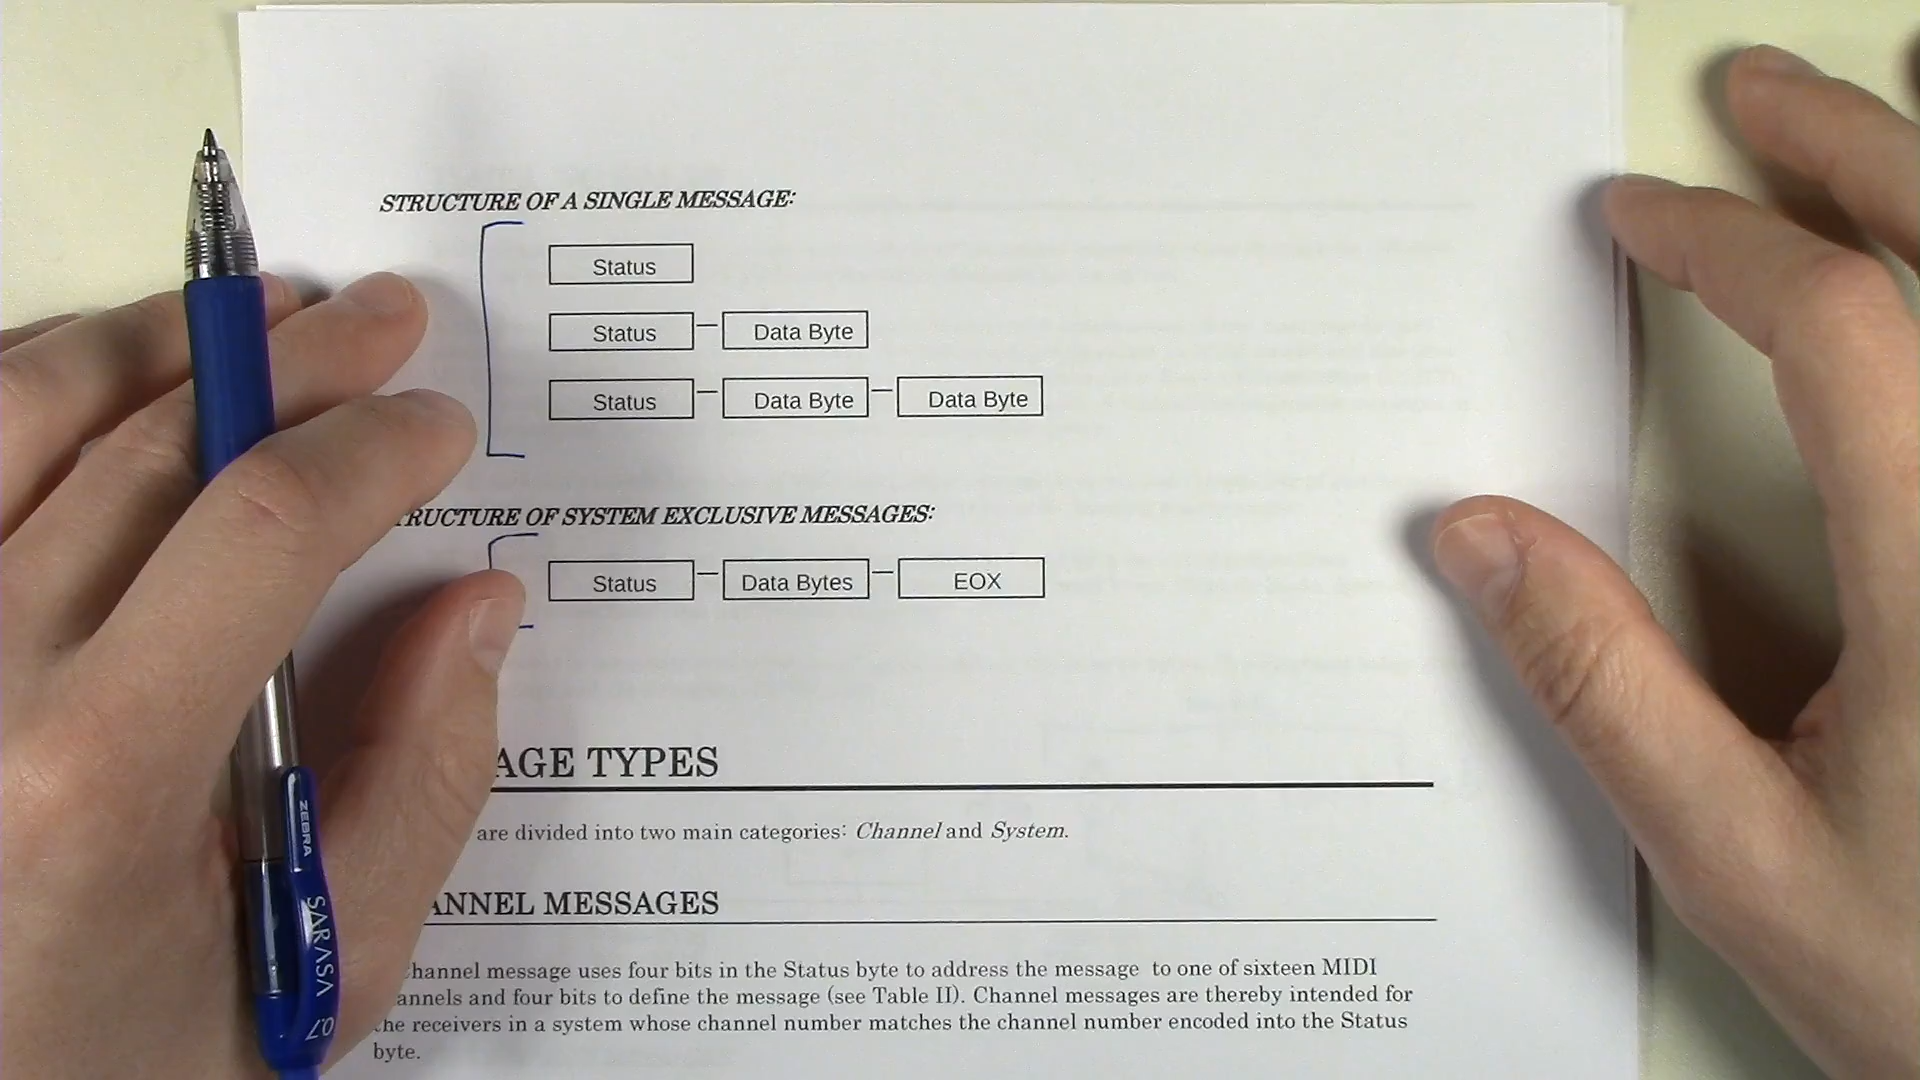 STRUCTURE OF A SINGLE MESSAGE:
Status
Status Data Byte
Status Data Byte Data Byte
STRUCTURE OF SYSTEM EXCLUSIVE MESSAGES:
Status Data Bytes EOX
AGE TYPES
are divided into two main categories: Channel and System.
ANNEL MESSAGES
hannel message uses four bits in the Status byte to address the message to one of sixteen MIDI
annels and four bits to define the message (see Table II). Channel messages are thereby intended for
the receivers in a system whose channel number matches the channel number encoded into the Status
byte.
ZEBRA
SARASA 0.7